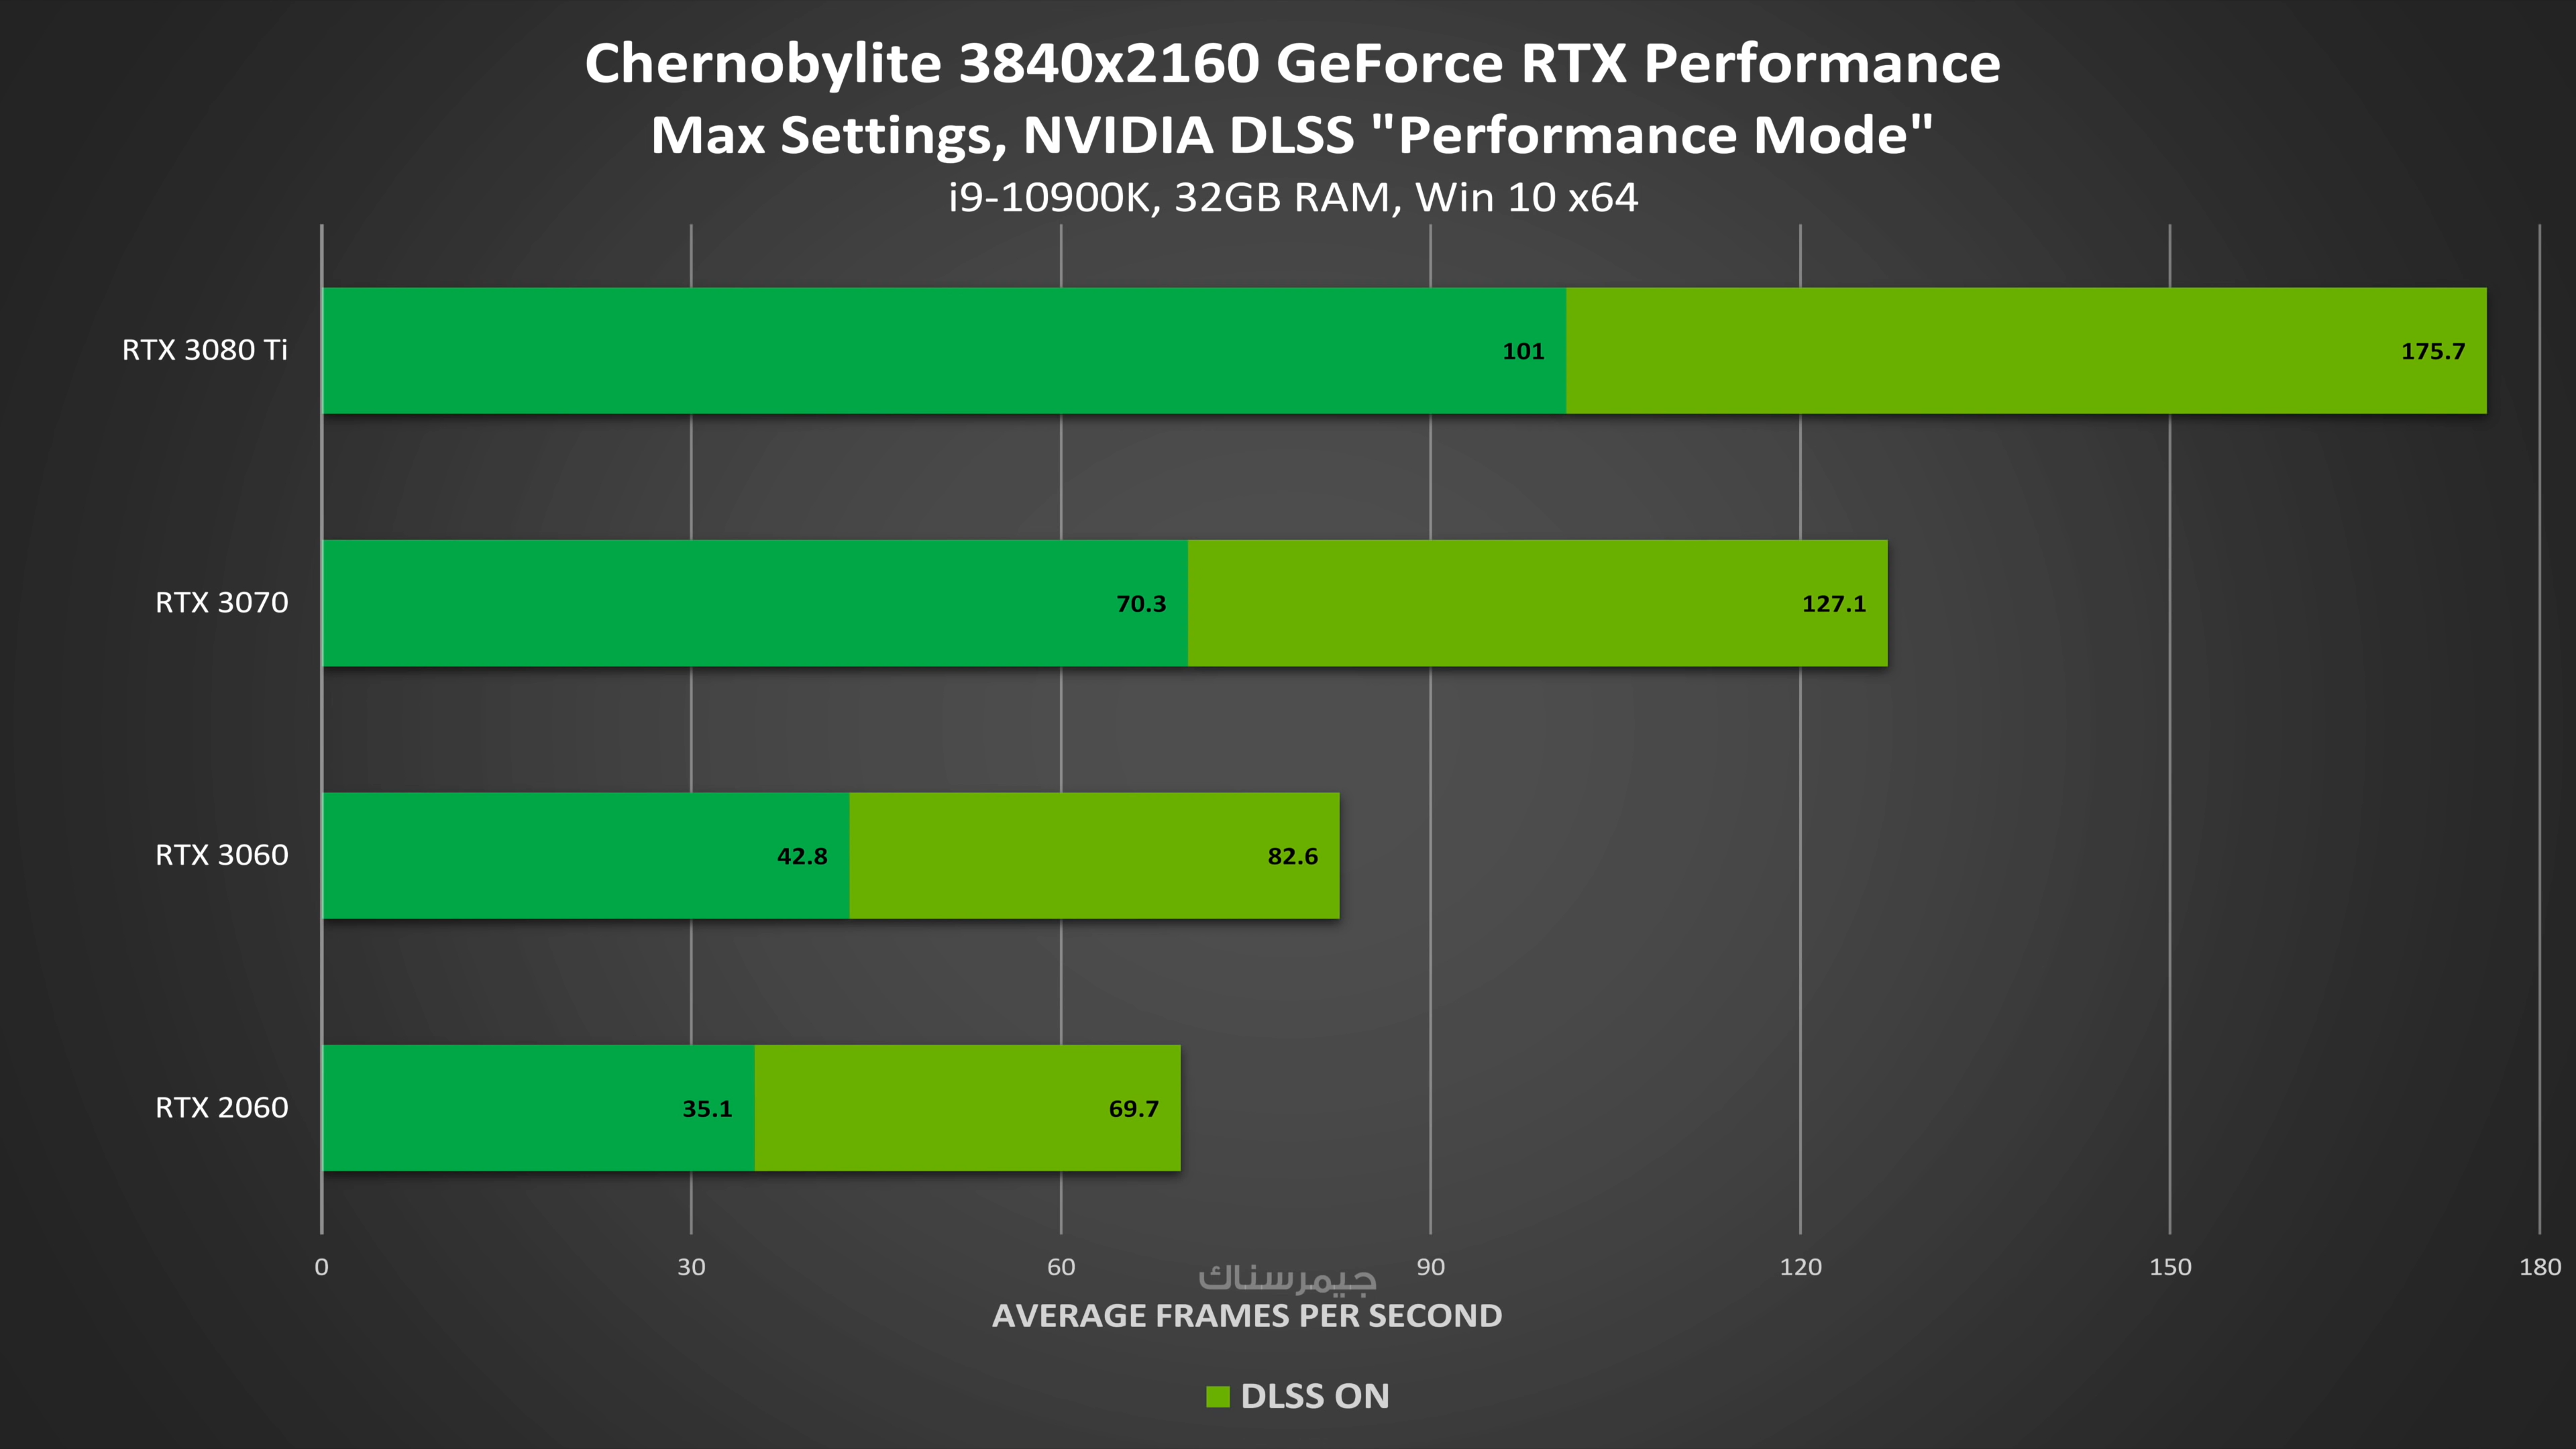 Chernobylite 3840x2160 GeForce RTX Performance
Max Settings, NVIDIA DLSS "Performance Mode"
i9-10900K, 32GB RAM, Win 10 x64
RTX 3080 Ti 101 175.7
RTX 3070 70.3 127.1
RTX 3060 42.8 82.6
RTX 2060 35.1 69.7
0 30 60 90 120 150 180
جيمرسناك
AVERAGE FRAMES PER SECOND
DLSS ON